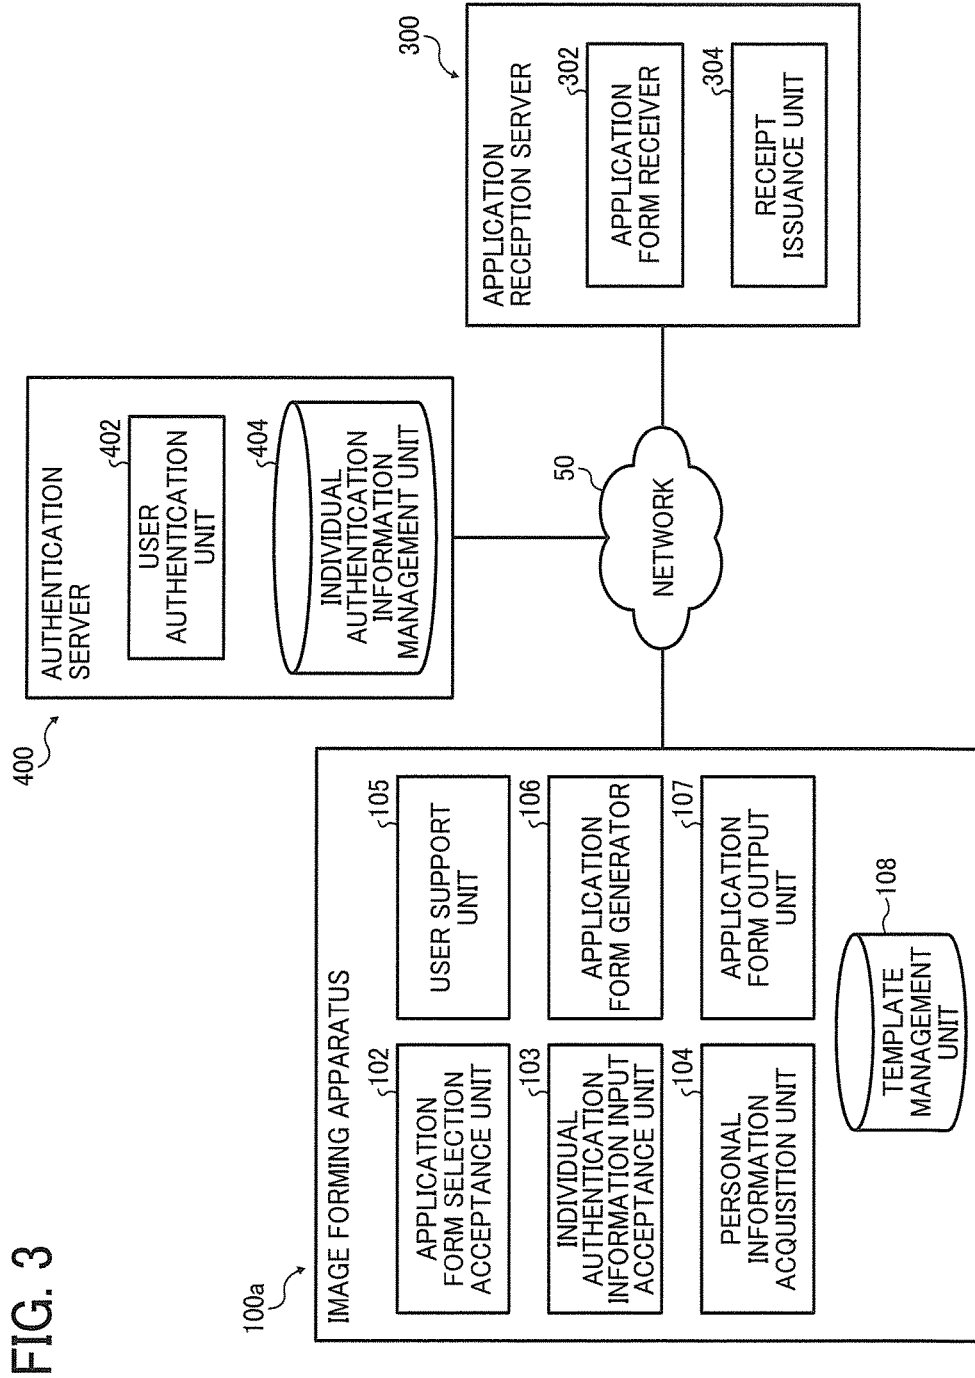 FIG. 3
100a
IMAGE FORMING APPARATUS
102
APPLICATION
FORM SELECTION
ACCEPTANCE UNIT
103
INDIVIDUAL
AUTHENTICATION
INFORMATION INPUT
ACCEPTANCE UNIT
104
PERSONAL
INFORMATION
ACQUISITION UNIT
105
USER SUPPORT
UNIT
106
APPLICATION
FORM GENERATOR
107
APPLICATION
FORM OUTPUT
UNIT
108
TEMPLATE
MANAGEMENT
UNIT
400
AUTHENTICATION
SERVER
402
USER
AUTHENTICATION
UNIT
404
INDIVIDUAL
AUTHENTICATION
INFORMATION
MANAGEMENT UNIT
50
NETWORK
300
APPLICATION
RECEPTION SERVER
302
APPLICATION
FORM RECEIVER
304
RECEIPT
ISSUANCE UNIT